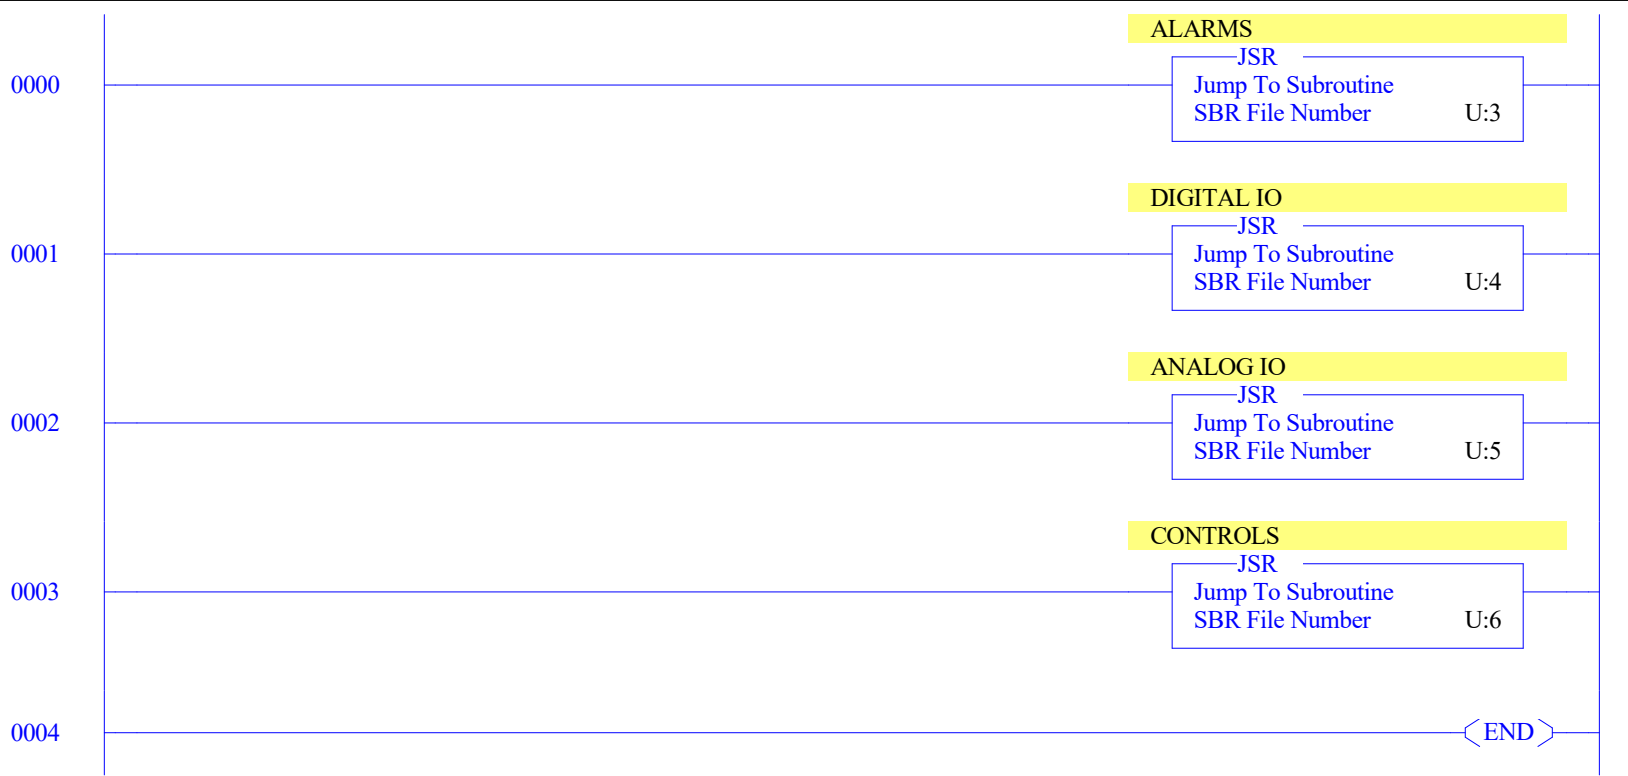 ALARMS
JSR
0000
Jump To Subroutine
SBR File Number U:3
DIGITAL IO
JSR
0001
Jump To Subroutine
SBR File Number U:4
ANALOG IO
JSR
0002
Jump To Subroutine
SBR File Number U:5
CONTROLS
JSR
0003
Jump To Subroutine
SBR File Number U:6
0004
END